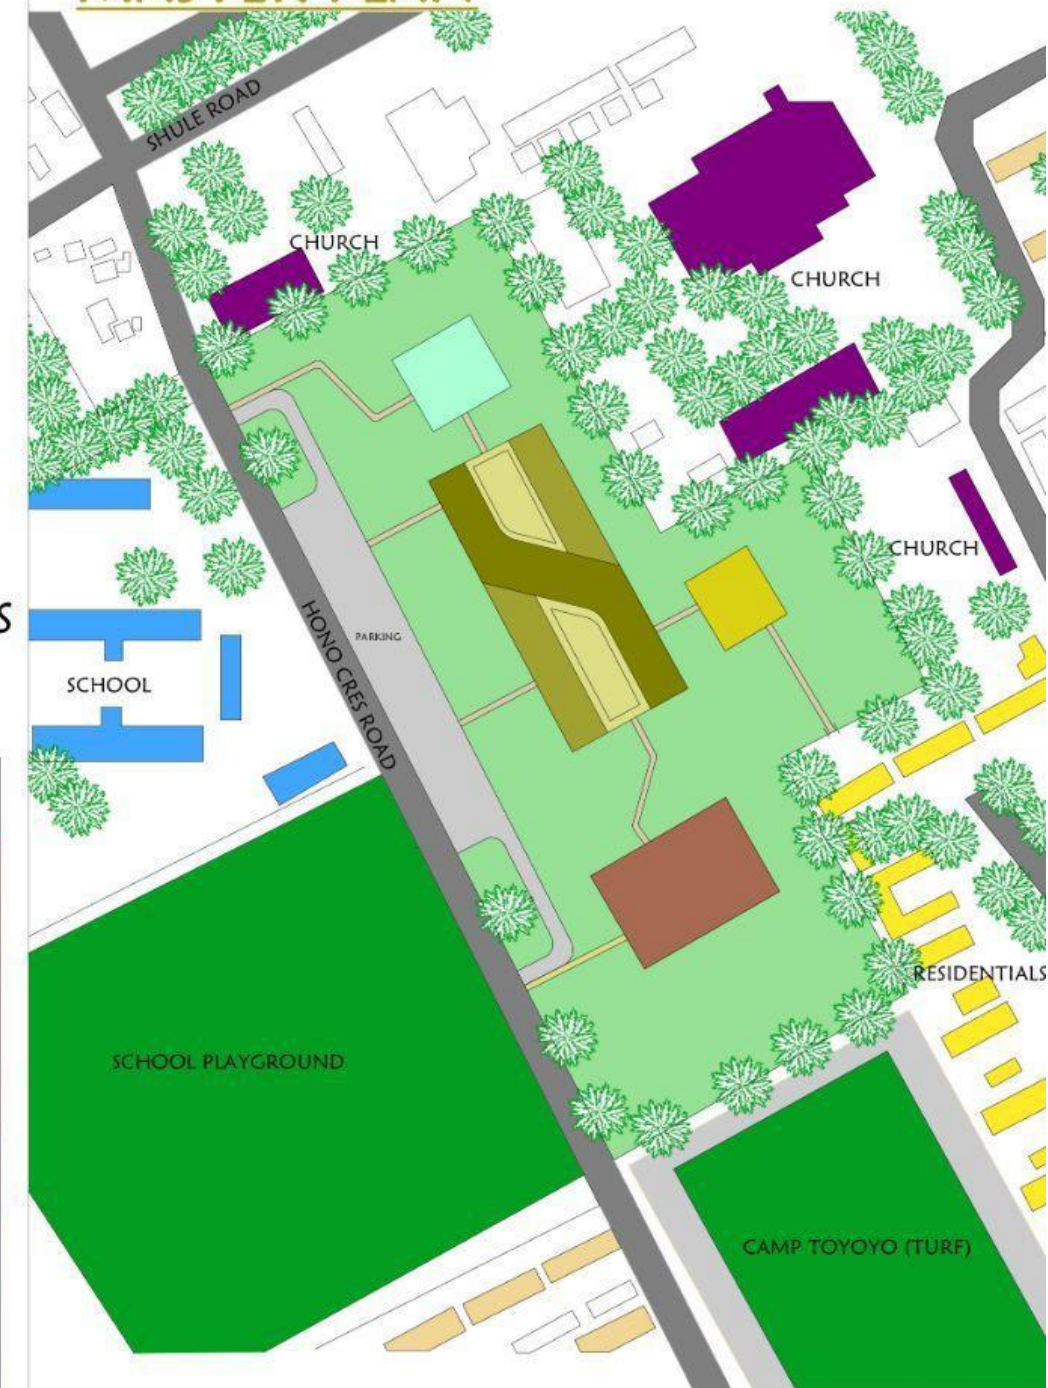 SHULE ROAD
CHURCH
CHURCH
CHURCH
PARKING
HONO CRES ROAD
SCHOOL
RESIDENTIALS
SCHOOL PLAYGROUND
CAMP TOYOYO (TURF)